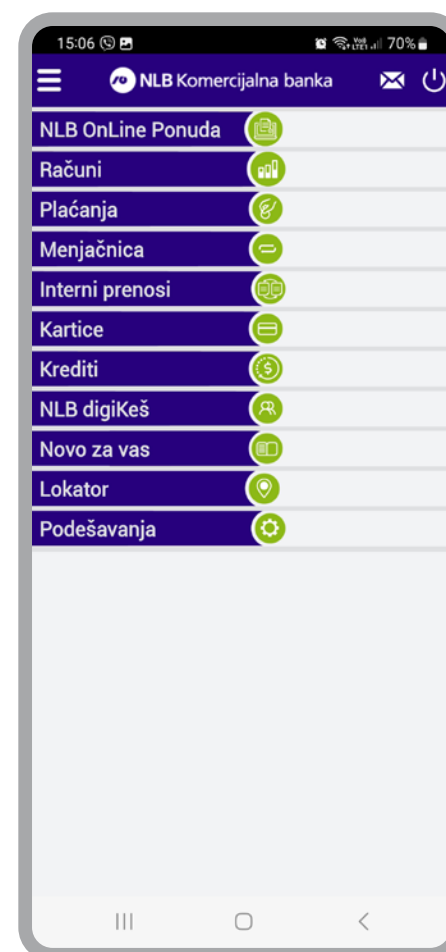 15:06 70%
NLB Komercijalna banka
NLB OnLine Ponuda
Računi
Plaćanja
Menjačnica
Interni prenosi
Kartice
Krediti
NLB digiKeš
Novo za vas
Lokator
Podešavanja